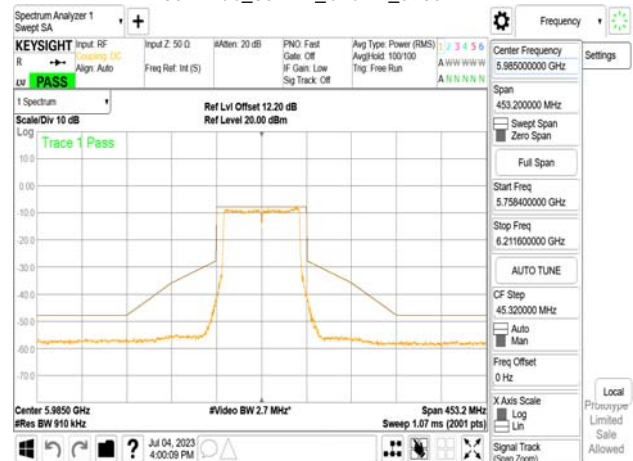 Spectrum Analyzer 1
Swept SA
Frequency
KEYSIGHT
Input: RF
Coupling: DC
Align: Auto
Input Z: 50 Ω
Freq Ref: Int (S)
#Atten: 20 dB
PNO: Fast
Gate: Off
IF Gain: Low
Sig Track: Off
Avg Type: Power (RMS)
Avg|Hold: 100/100
Trig: Free Run
1 2 3 4 5 6
A W W W W W
A N N N N N
R
LV
PASS
Center Frequency
5.985000000 GHz
Settings
1 Spectrum
Scale/Div 10 dB
Ref Lvl Offset 12.20 dB
Ref Level 20.00 dBm
Span
453.200000 MHz
Swept Span
Zero Span
Log
Trace 1 Pass
10.0
0.00
-10.0
-20.0
-30.0
-40.0
-50.0
-60.0
-70.0
Full Span
Start Freq
5.758400000 GHz
Stop Freq
6.211600000 GHz
AUTO TUNE
CF Step
45.320000 MHz
Auto
Man
Freq Offset
0 Hz
X Axis Scale
Log
Lin
Local
Prototype
Limited
Sale
Allowed
Center 5.9850 GHz
#Res BW 910 kHz
#Video BW 2.7 MHz*
Span 453.2 MHz
Sweep 1.07 ms (2001 pts)
?
Jul 04, 2023
4:00:09 PM
Signal Track
(Span Zoom)